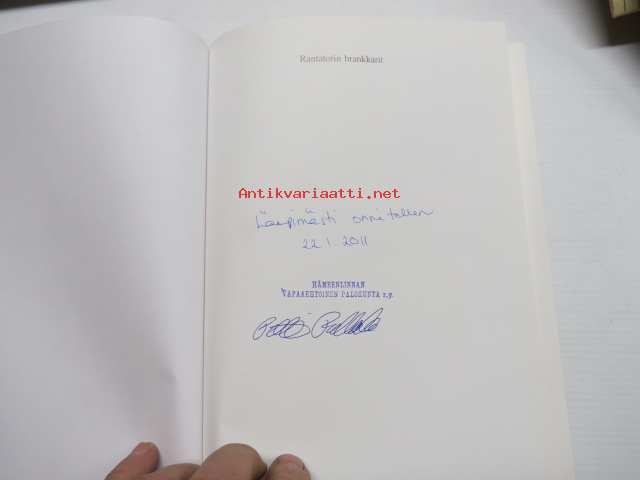 Rantatorin brankkarit
Antikvariaatti.net
Lämpimästi onnitellen
22.1.2011
HÄMEENLINNAN
VAPAAEHTOINEN PALOKUNTA r.y.